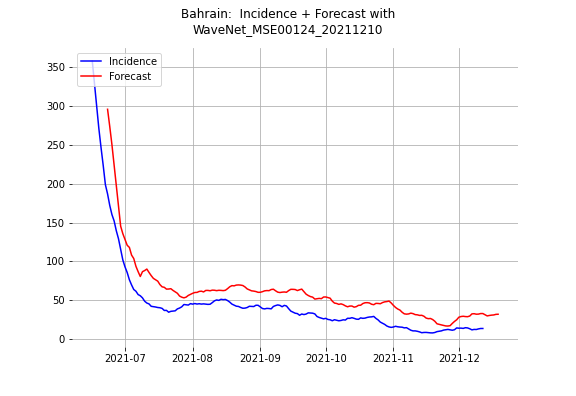 Bahrain:  Incidence + Forecast with
WaveNet_MSE00124_20211210
Incidence
Forecast
350
300
250
200
150
100
50
0
2021-07 2021-08 2021-09 2021-10 2021-11 2021-12